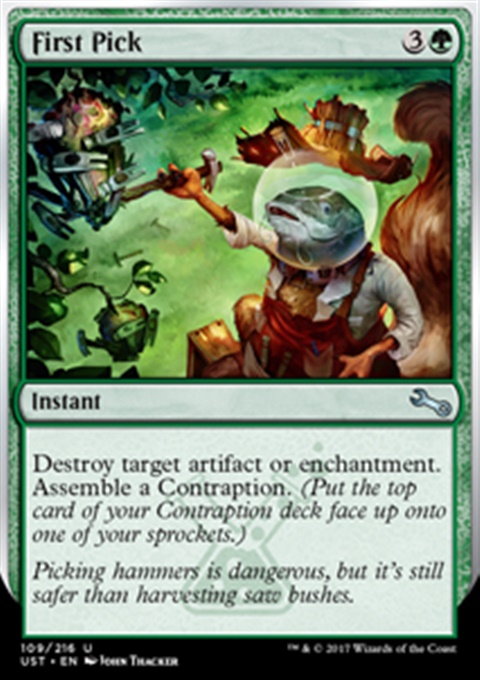 First Pick 3
Instant
Destroy target artifact or enchantment.
Assemble a Contraption. (Put the top
card of your Contraption deck face up onto
one of your sprockets.)
Picking hammers is dangerous, but it's still
safer than harvesting saw bushes.
109/216 U ™ & © 2017 Wizards of the Coast
UST • EN John Thacker